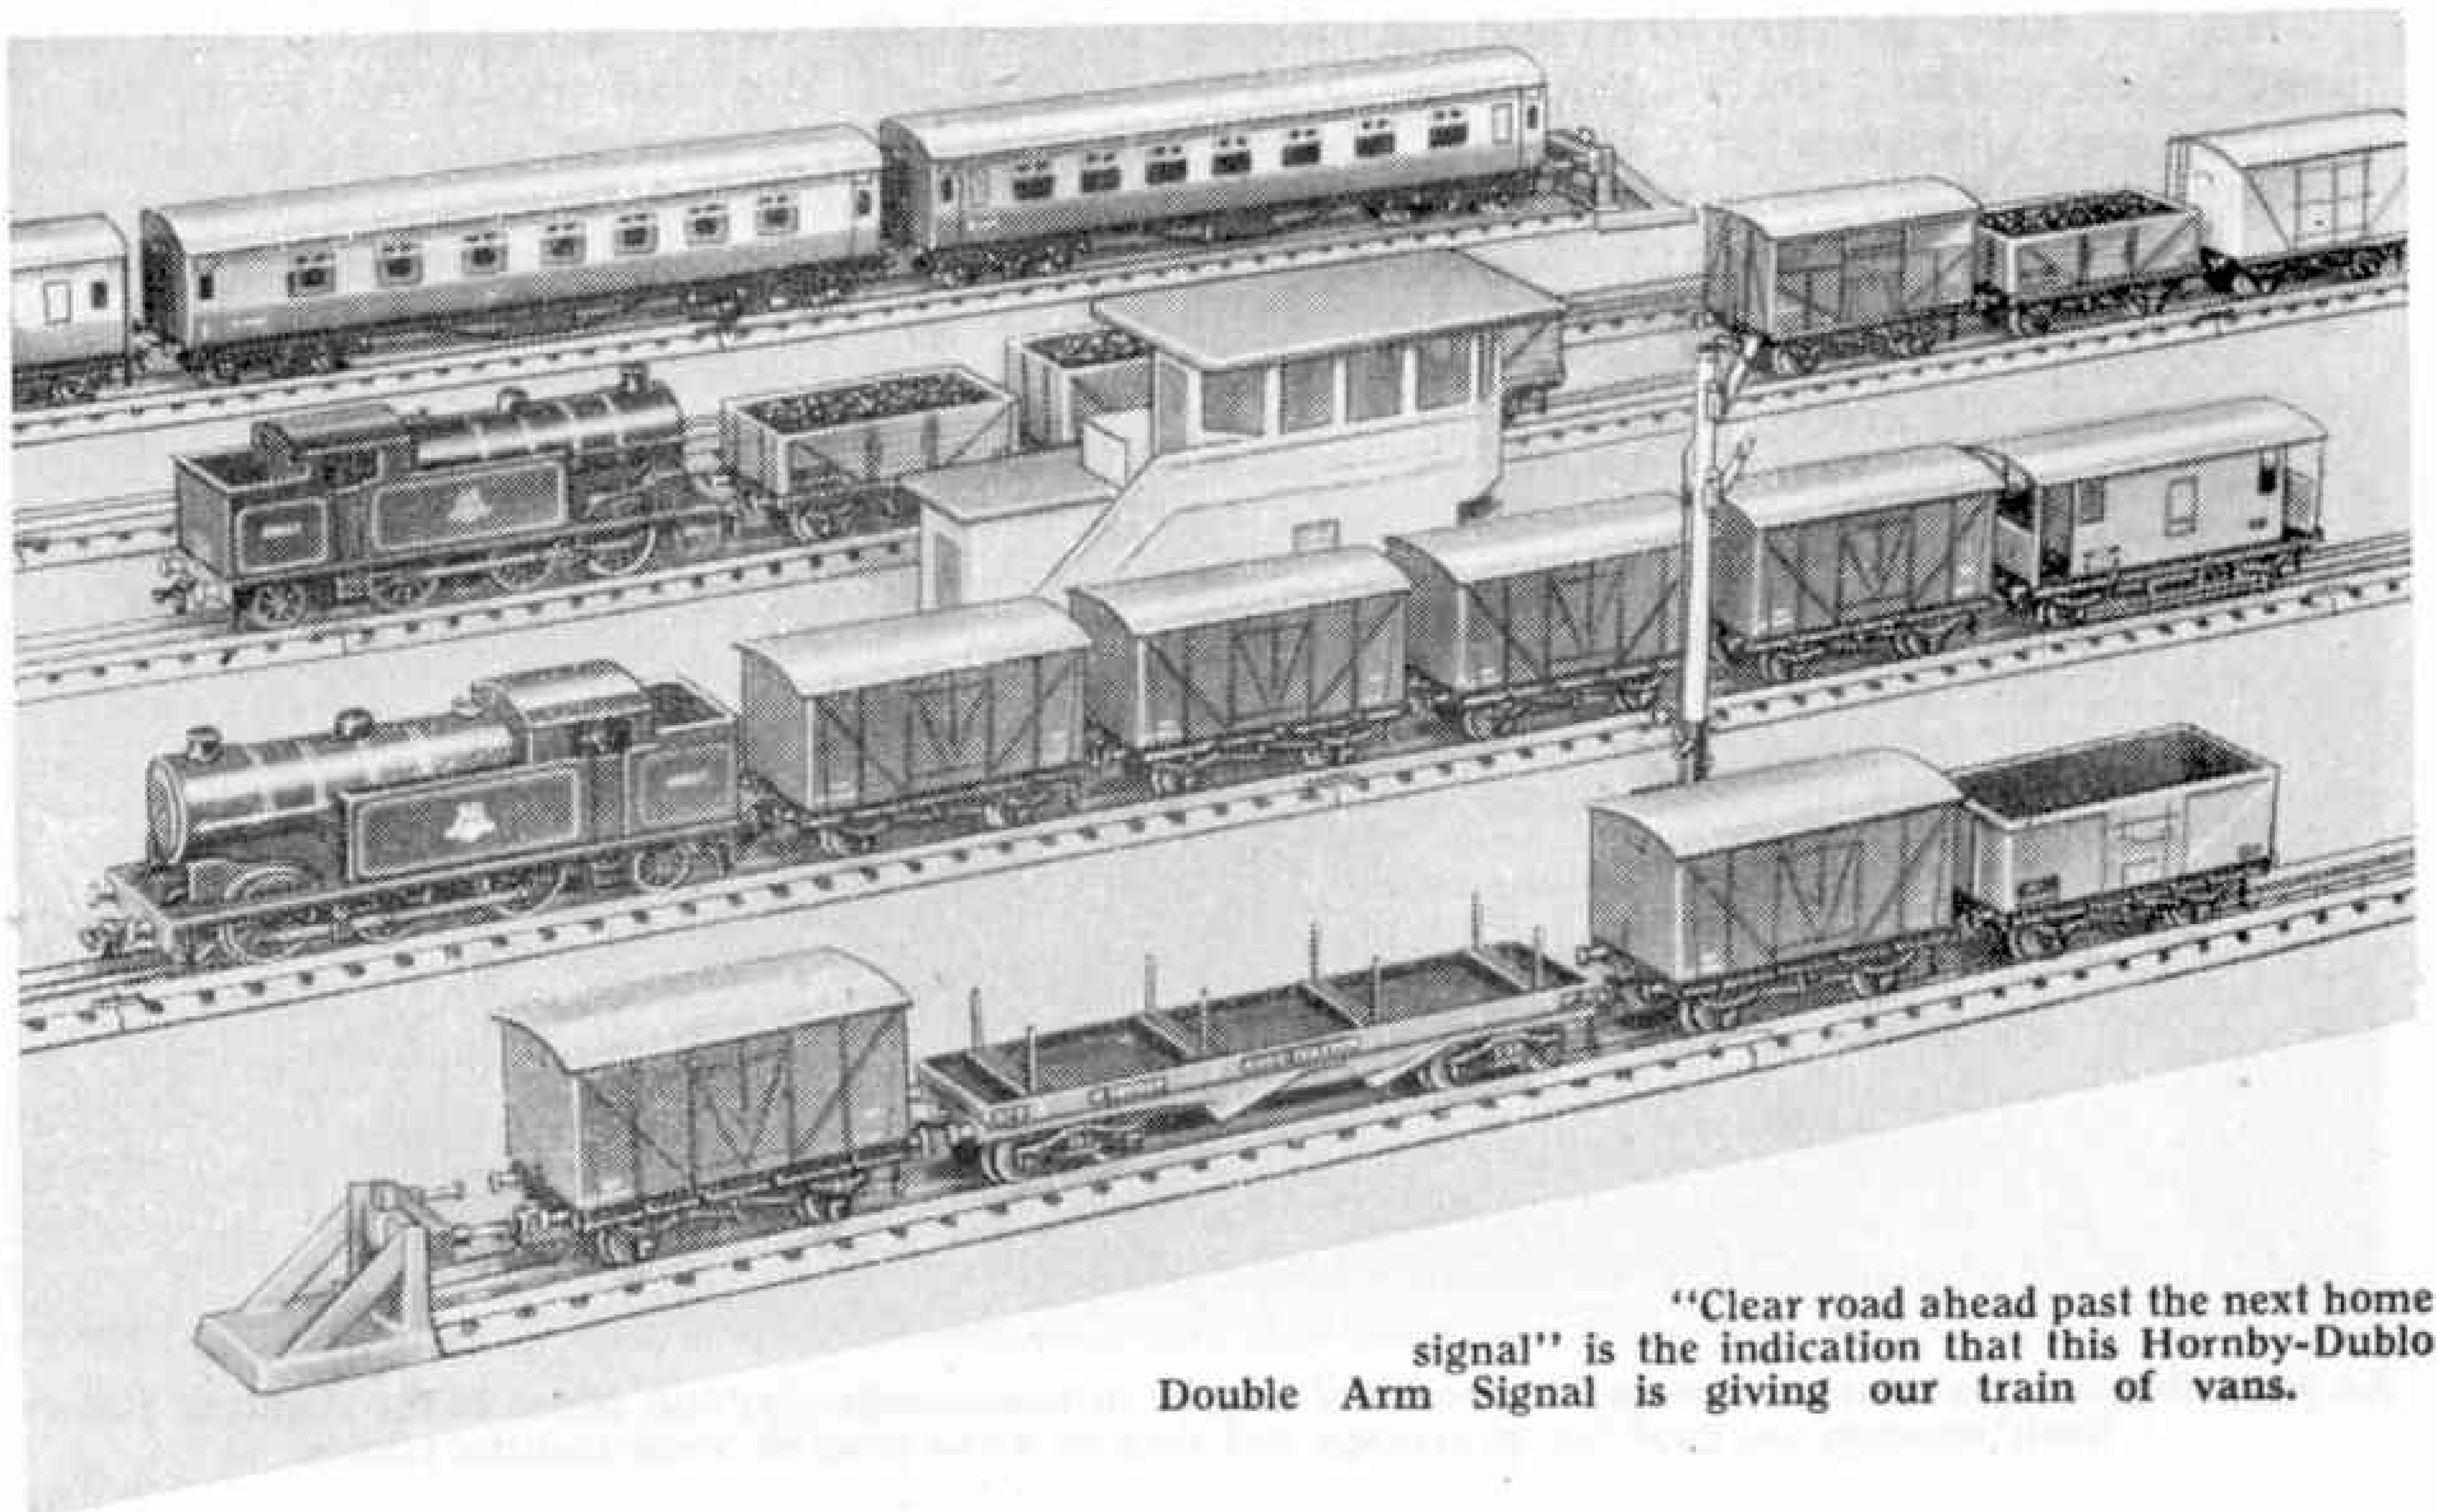 “Clear road ahead past the next home
signal” is the indication that this Hornby-Dublo
Double Arm Signal is giving our train of vans.